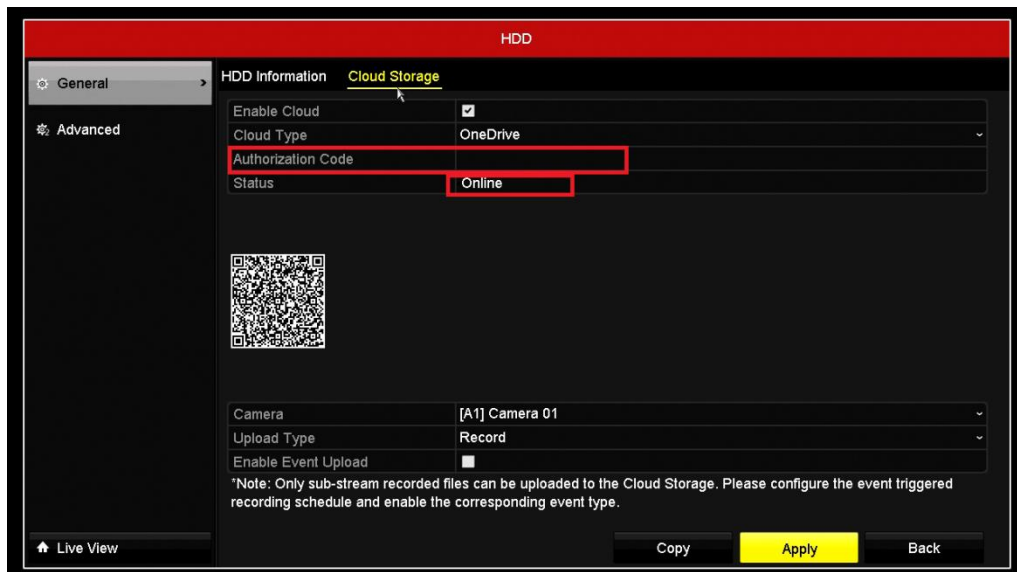 HDD
General
HDD Information Cloud Storage
Enable Cloud
Advanced
Cloud Type OneDrive
Authorization Code
Status Online
Camera [A1] Camera 01
Upload Type Record
Enable Event Upload
*Note: Only sub-stream recorded files can be uploaded to the Cloud Storage. Please configure the event triggered
recording schedule and enable the corresponding event type.
Live View Copy Apply Back